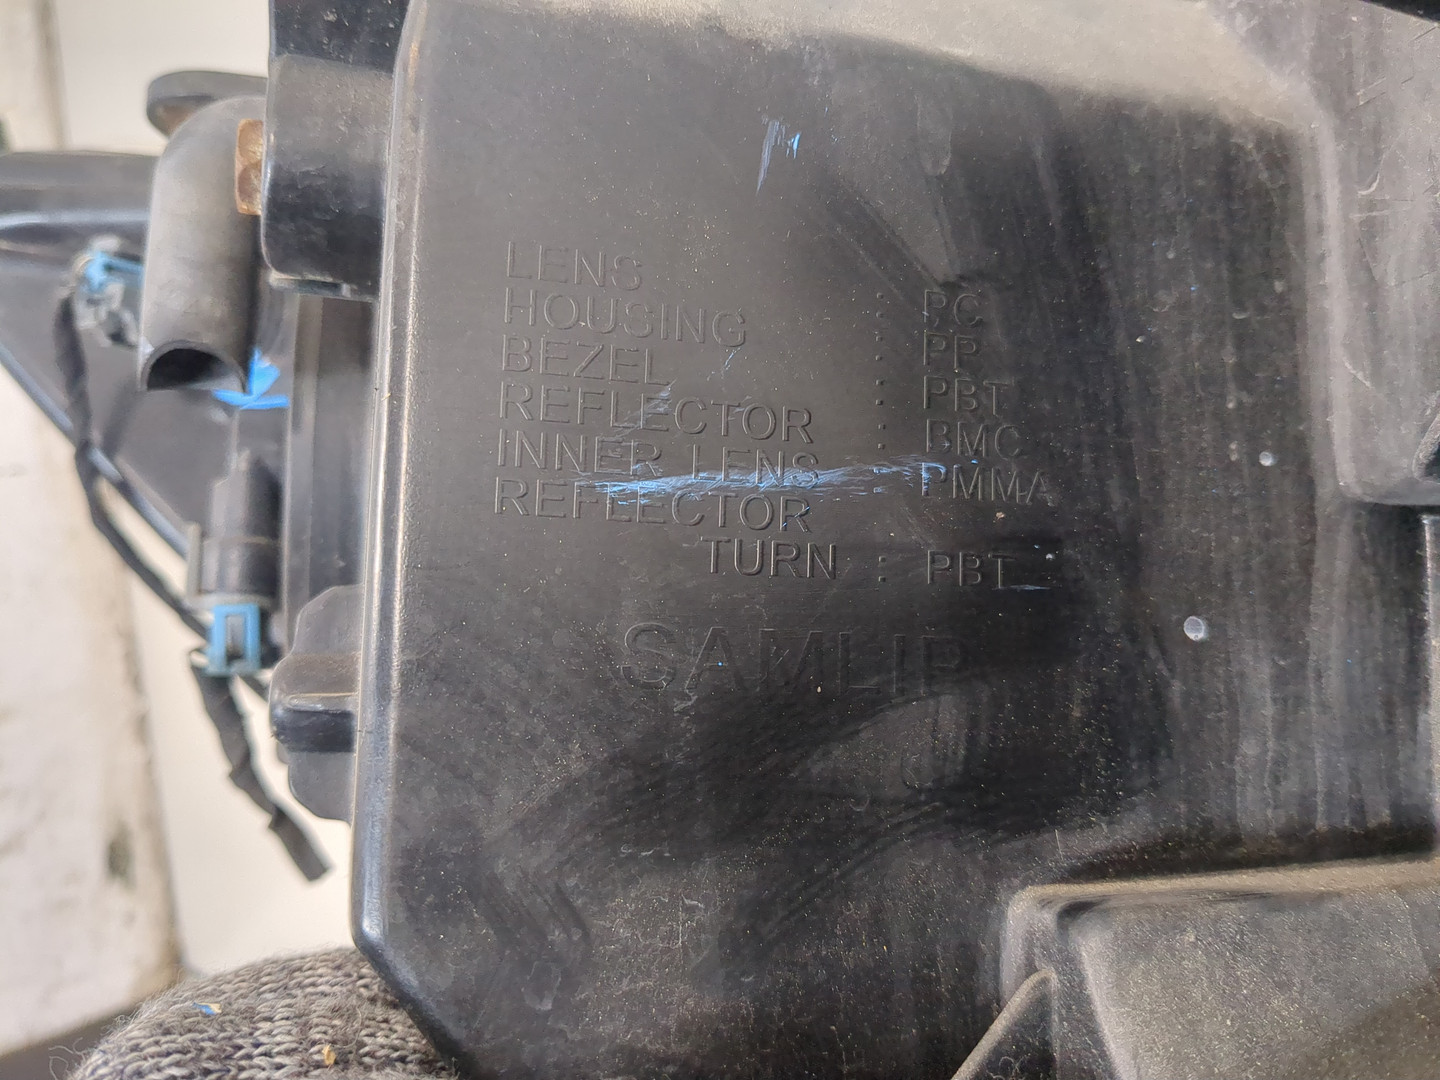 LENS : PC
HOUSING : PP
BEZEL : PBT
REFLECTOR : BMC
INNER LENS : PMMA
REFLECTOR
TURN : PBT
SAMLIP